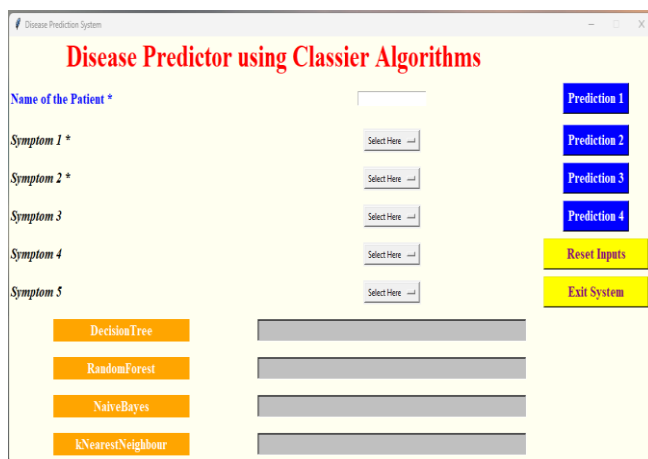 Disease Prediction System
Disease Predictor using Classier Algorithms
Name of the Patient *
Prediction 1
Symptom 1 *
Select Here
Prediction 2
Symptom 2 *
Select Here
Prediction 3
Symptom 3
Select Here
Prediction 4
Symptom 4
Select Here
Reset Inputs
Symptom 5
Select Here
Exit System
DecisionTree
RandomForest
NaiveBayes
kNearestNeighbour